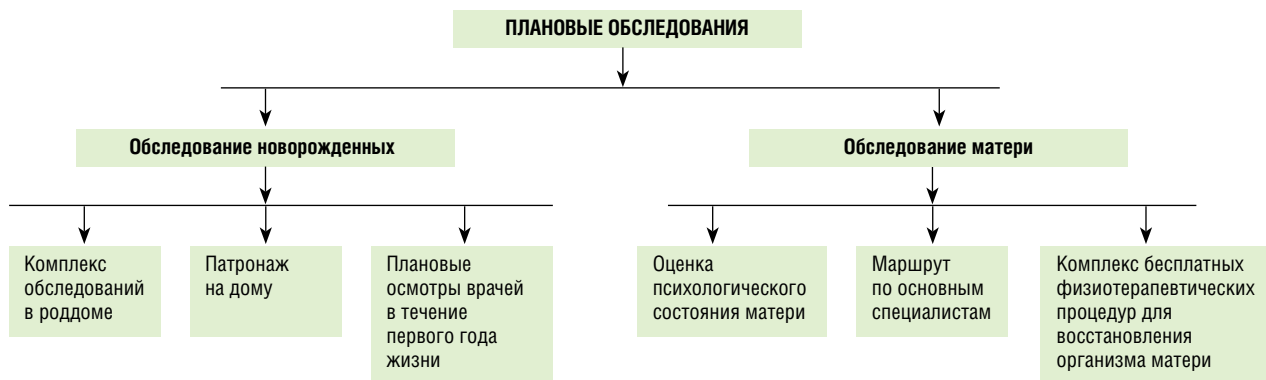 ПЛАНОВЫЕ ОБСЛЕДОВАНИЯ
Обследование новорожденных
Обследование матери
Комплекс
обследований
в роддоме
Патронаж
на дому
Плановые
осмотры врачей
в течение
первого года
жизни
Оценка
психологического
состояния матери
Маршрут
по основным
специалистам
Комплекс бесплатных
физиотерапевтических
процедур для
восстановления
организма матери